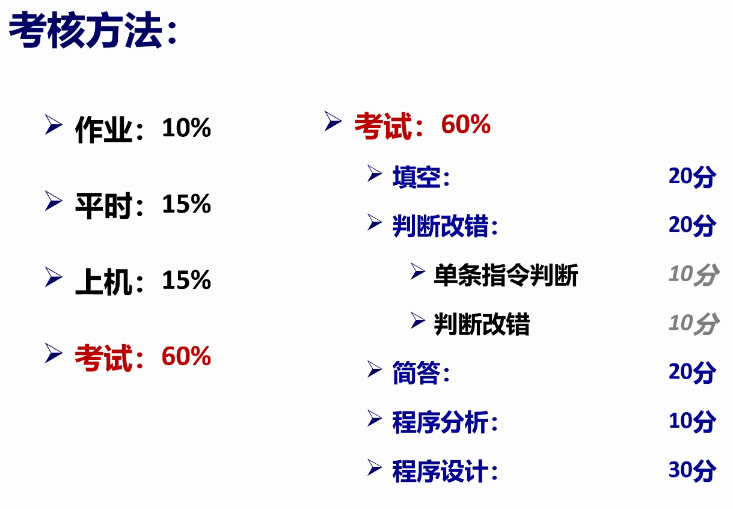 考核方法：
作业：10%
平时：15%
上机：15%
考试：60%
考试：60%
填空： 20分
判断改错： 20分
单条指令判断 10分
判断改错 10分
简答： 20分
程序分析： 10分
程序设计： 30分